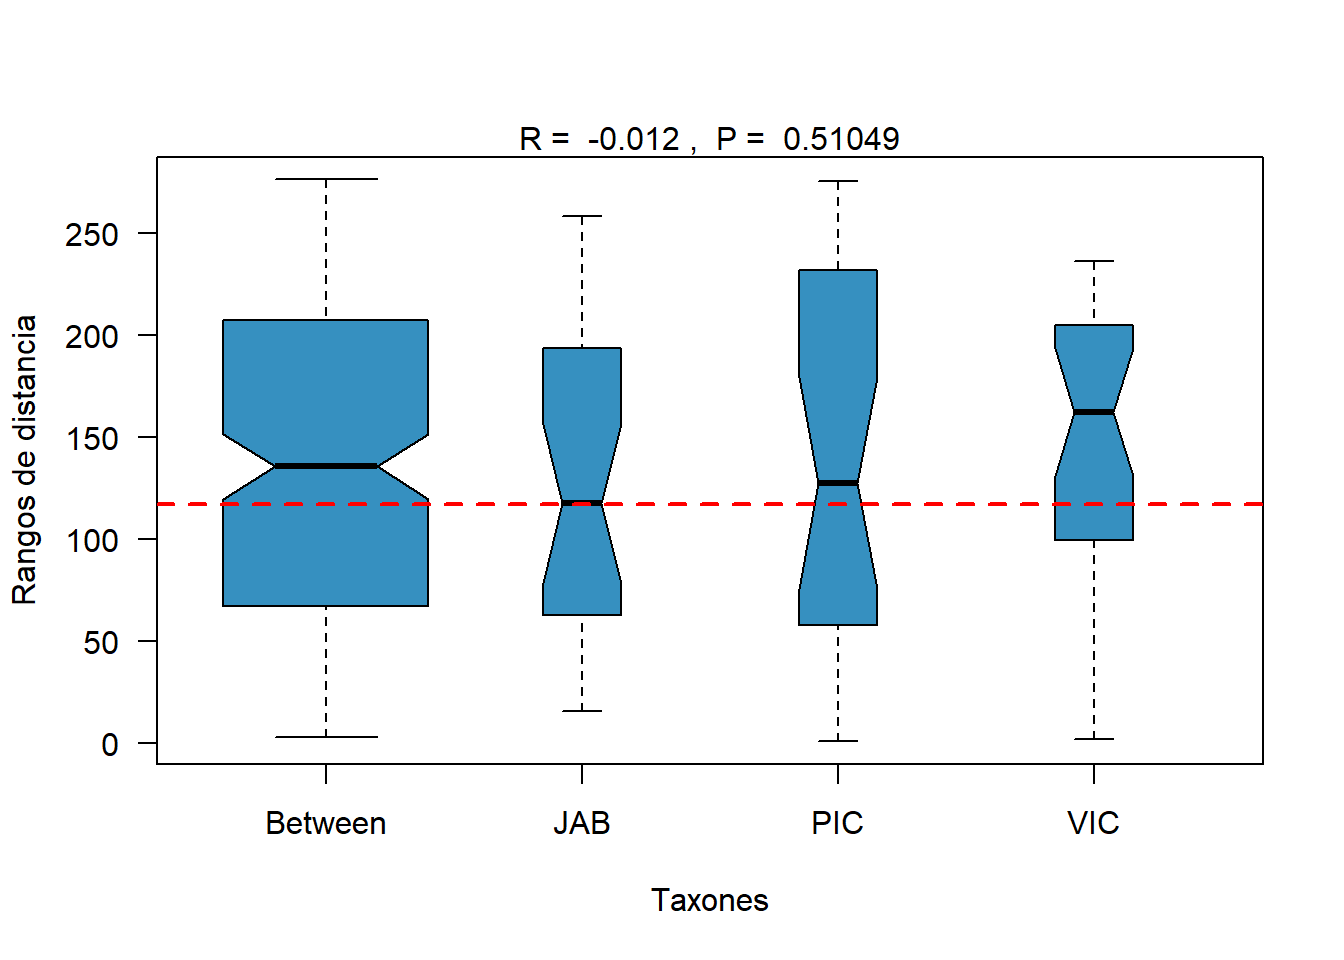 R = -0.012 , P = 0.51049
Rangos de distancia
250
200
150
100
50
0
Between JAB PIC VIC
Taxones